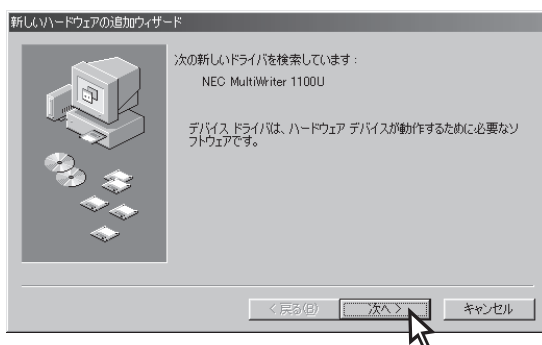 新しいハードウェアの追加ウィザード
次の新しいドライバを検索しています：
NEC MultiWriter 1100U
デバイス ドライバは、ハードウェア デバイスが動作するために必要なソ
フトウェアです。
< 戻る(B)
次へ >
キャンセル